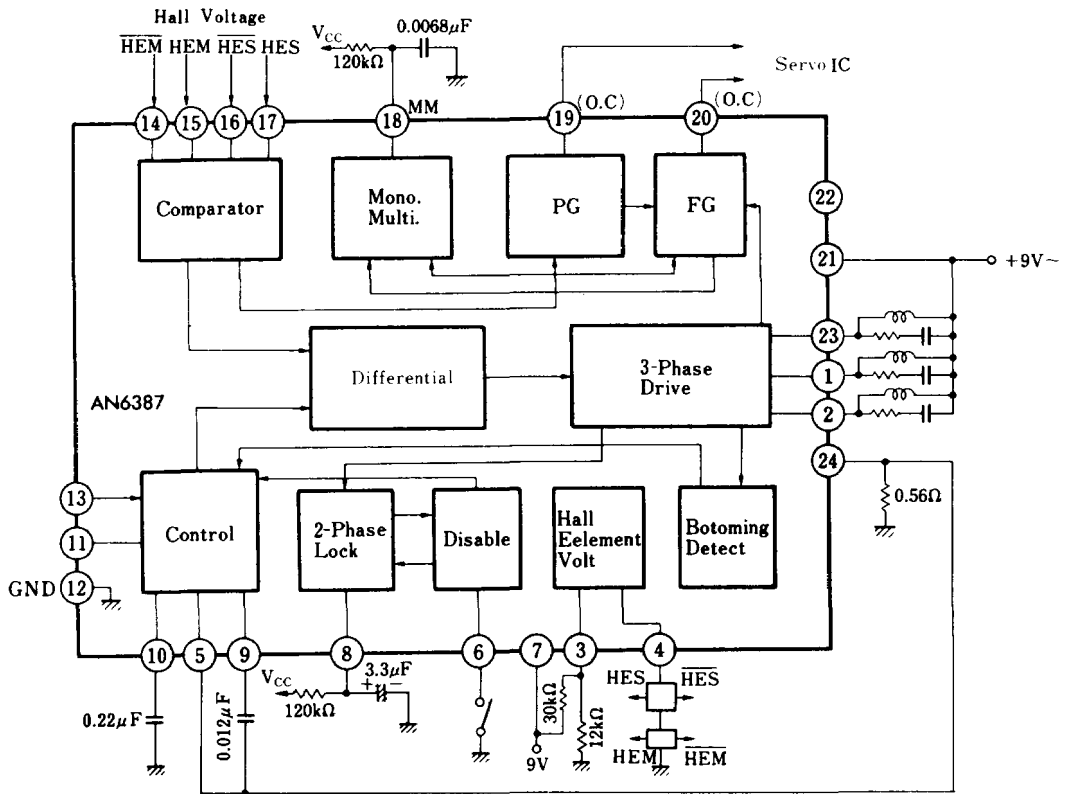 Hall Voltage
HEM HEM HES HES
VCC
120kΩ
0.0068µF
MM
(O.C)
(O.C)
Servo IC
14
15
16
17
18
19
20
Comparator
Mono.
Multi.
PG
FG
22
21
+9V~
23
1
2
24
Differential
3-Phase
Drive
AN6387
0.56Ω
13
11
GND 12
Control
2-Phase
Lock
Disable
Hall
Eelement
Volt
Botoming
Detect
10
5
9
8
6
7
3
4
0.22µF
0.012µF
VCC
120kΩ
3.3µF
+ −
9V
30kΩ
12kΩ
HES HES
HEM HEM